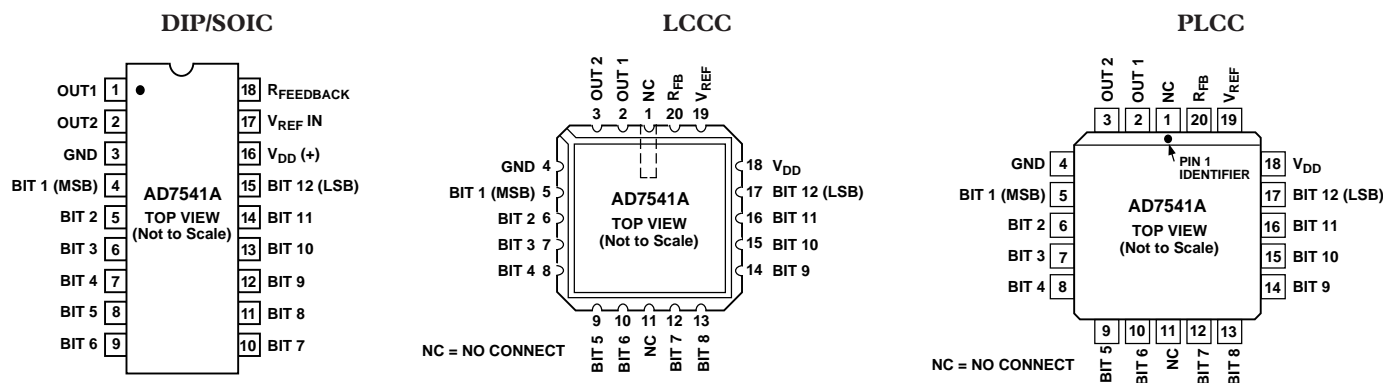 DIP/SOIC
OUT1 1
OUT2 2
GND 3
BIT 1 (MSB) 4
BIT 2 5
BIT 3 6
BIT 4 7
BIT 5 8
BIT 6 9
AD7541A
TOP VIEW
(Not to Scale)
18 RFEEDBACK
17 VREF IN
16 VDD (+)
15 BIT 12 (LSB)
14 BIT 11
13 BIT 10
12 BIT 9
11 BIT 8
10 BIT 7
LCCC
OUT 2
OUT 1
NC
RFB
VREF
3 2 1 20 19
GND 4
BIT 1 (MSB) 5
BIT 2 6
BIT 3 7
BIT 4 8
AD7541A
TOP VIEW
(Not to Scale)
18 VDD
17 BIT 12 (LSB)
16 BIT 11
15 BIT 10
14 BIT 9
9 10 11 12 13
BIT 5
BIT 6
NC
BIT 7
BIT 8
NC = NO CONNECT
PLCC
OUT 2
OUT 1
NC
RFB
VREF
3 2 1 20 19
PIN 1
IDENTIFIER
GND 4
BIT 1 (MSB) 5
BIT 2 6
BIT 3 7
BIT 4 8
AD7541A
TOP VIEW
(Not to Scale)
18 VDD
17 BIT 12 (LSB)
16 BIT 11
15 BIT 10
14 BIT 9
9 10 11 12 13
BIT 5
BIT 6
NC
BIT 7
BIT 8
NC = NO CONNECT